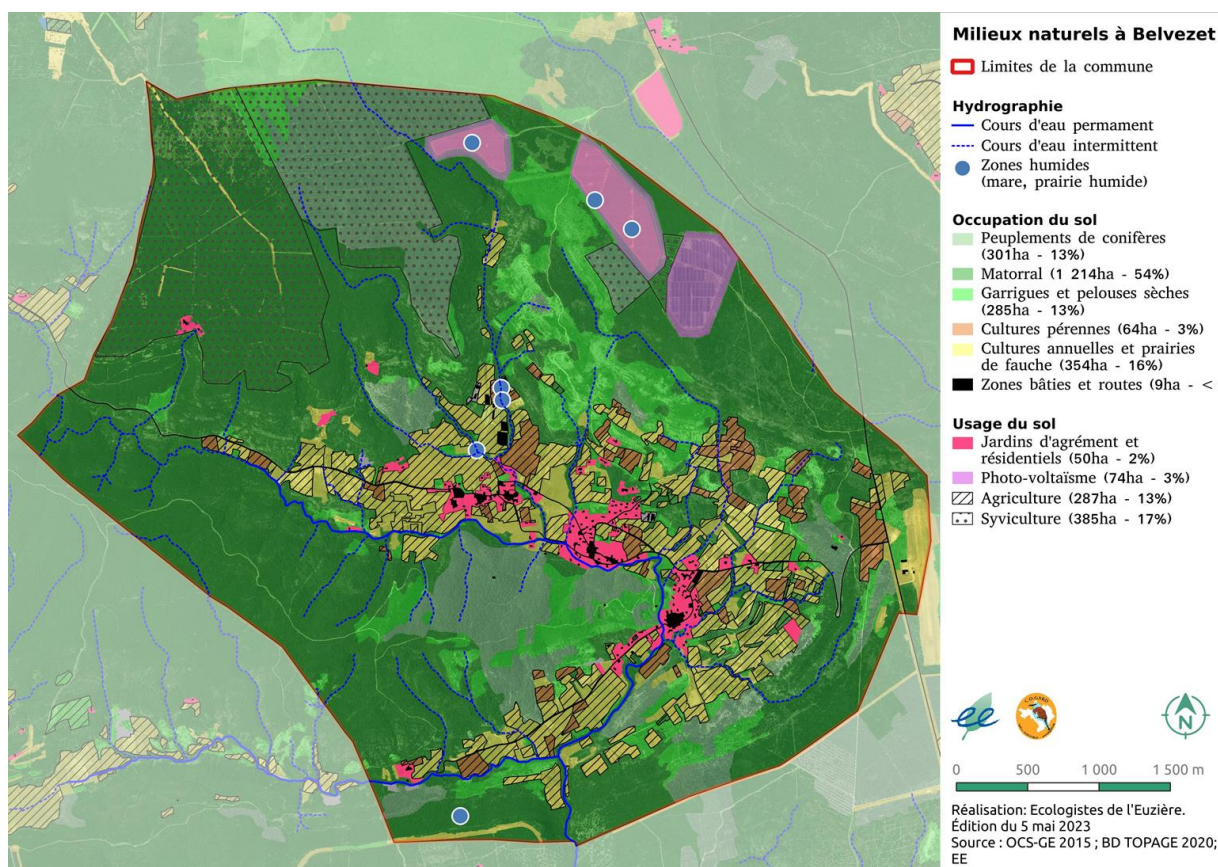 Milieux naturels à Belvezet
Limites de la commune
Hydrographie
Cours d'eau permament
Cours d'eau intermittent
Zones humides
(mare, prairie humide)
Occupation du sol
Peuplements de conifères
(301ha - 13%)
Matorral (1 214ha - 54%)
Garrigues et pelouses sèches
(285ha - 13%)
Cultures pérennes (64ha - 3%)
Cultures annuelles et prairies
de fauche (354ha - 16%)
Zones bâties et routes (9ha - <
Usage du sol
Jardins d'agrément et
résidentiels (50ha - 2%)
Photo-voltaïsme (74ha - 3%)
Agriculture (287ha - 13%)
Syviculture (385ha - 17%)
ee
COGARD
N
0 500 1 000 1 500 m
Réalisation: Ecologistes de l'Euzière.
Édition du 5 mai 2023
Source : OCS-GE 2015 ; BD TOPAGE 2020;
EE